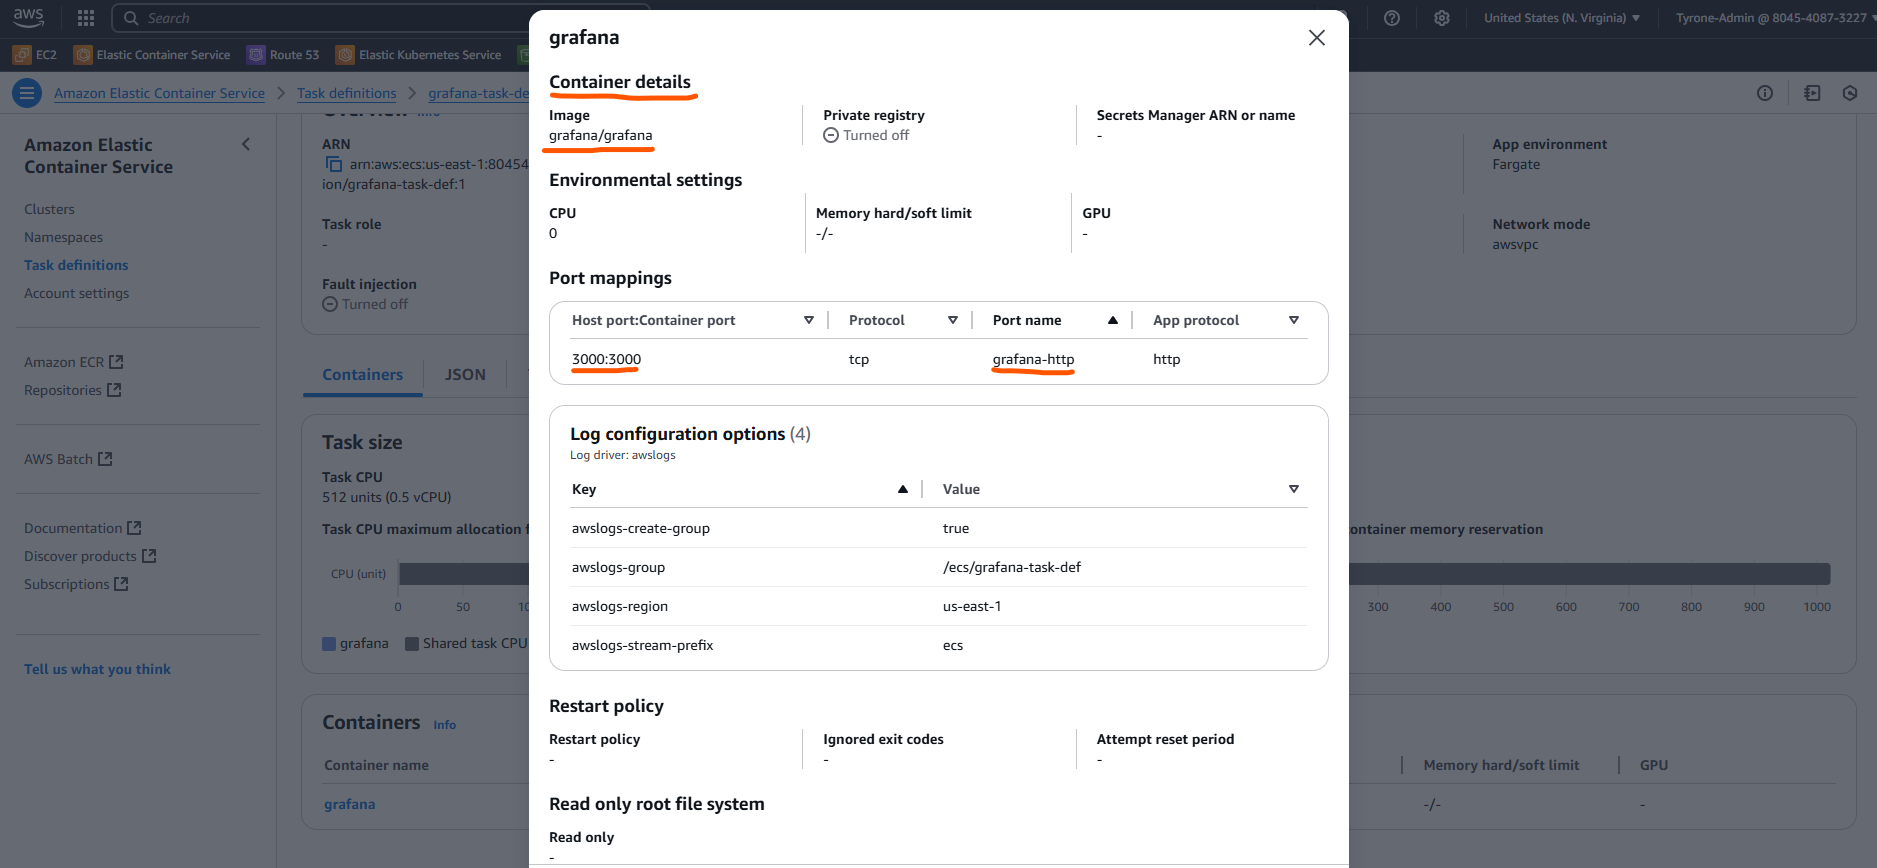 aws
Search
United States (N. Virginia)
Tyrone-Admin @ 8045-4087-3227
EC2
Elastic Container Service
Route 53
Elastic Kubernetes Service
Amazon Elastic Container Service
Task definitions
grafana-task-de
Amazon Elastic
Container Service
Clusters
Namespaces
Task definitions
Account settings
Amazon ECR
Repositories
AWS Batch
Documentation
Discover products
Subscriptions
Tell us what you think
Overview Info
ARN
arn:aws:ecs:us-east-1:80454
ion/grafana-task-def:1
Task role
-
Fault injection
Turned off
App environment
Fargate
Network mode
awsvpc
Containers
JSON
Task size
Task CPU
512 units (0.5 vCPU)
Task CPU maximum allocation f
ontainer memory reservation
CPU (unit)
0 50 10
300 400 500 600 700 800 900 1000
grafana
Shared task CPU
Containers Info
Container name
Memory hard/soft limit
GPU
grafana
-/-
-
grafana
Container details
Image
grafana/grafana
Private registry
Turned off
Secrets Manager ARN or name
-
Environmental settings
CPU
0
Memory hard/soft limit
-/-
GPU
-
Port mappings
Host port:Container port Protocol Port name App protocol
3000:3000 tcp grafana-http http
Log configuration options (4)
Log driver: awslogs
Key Value
awslogs-create-group true
awslogs-group /ecs/grafana-task-def
awslogs-region us-east-1
awslogs-stream-prefix ecs
Restart policy
Restart policy
-
Ignored exit codes
-
Attempt reset period
-
Read only root file system
Read only
-